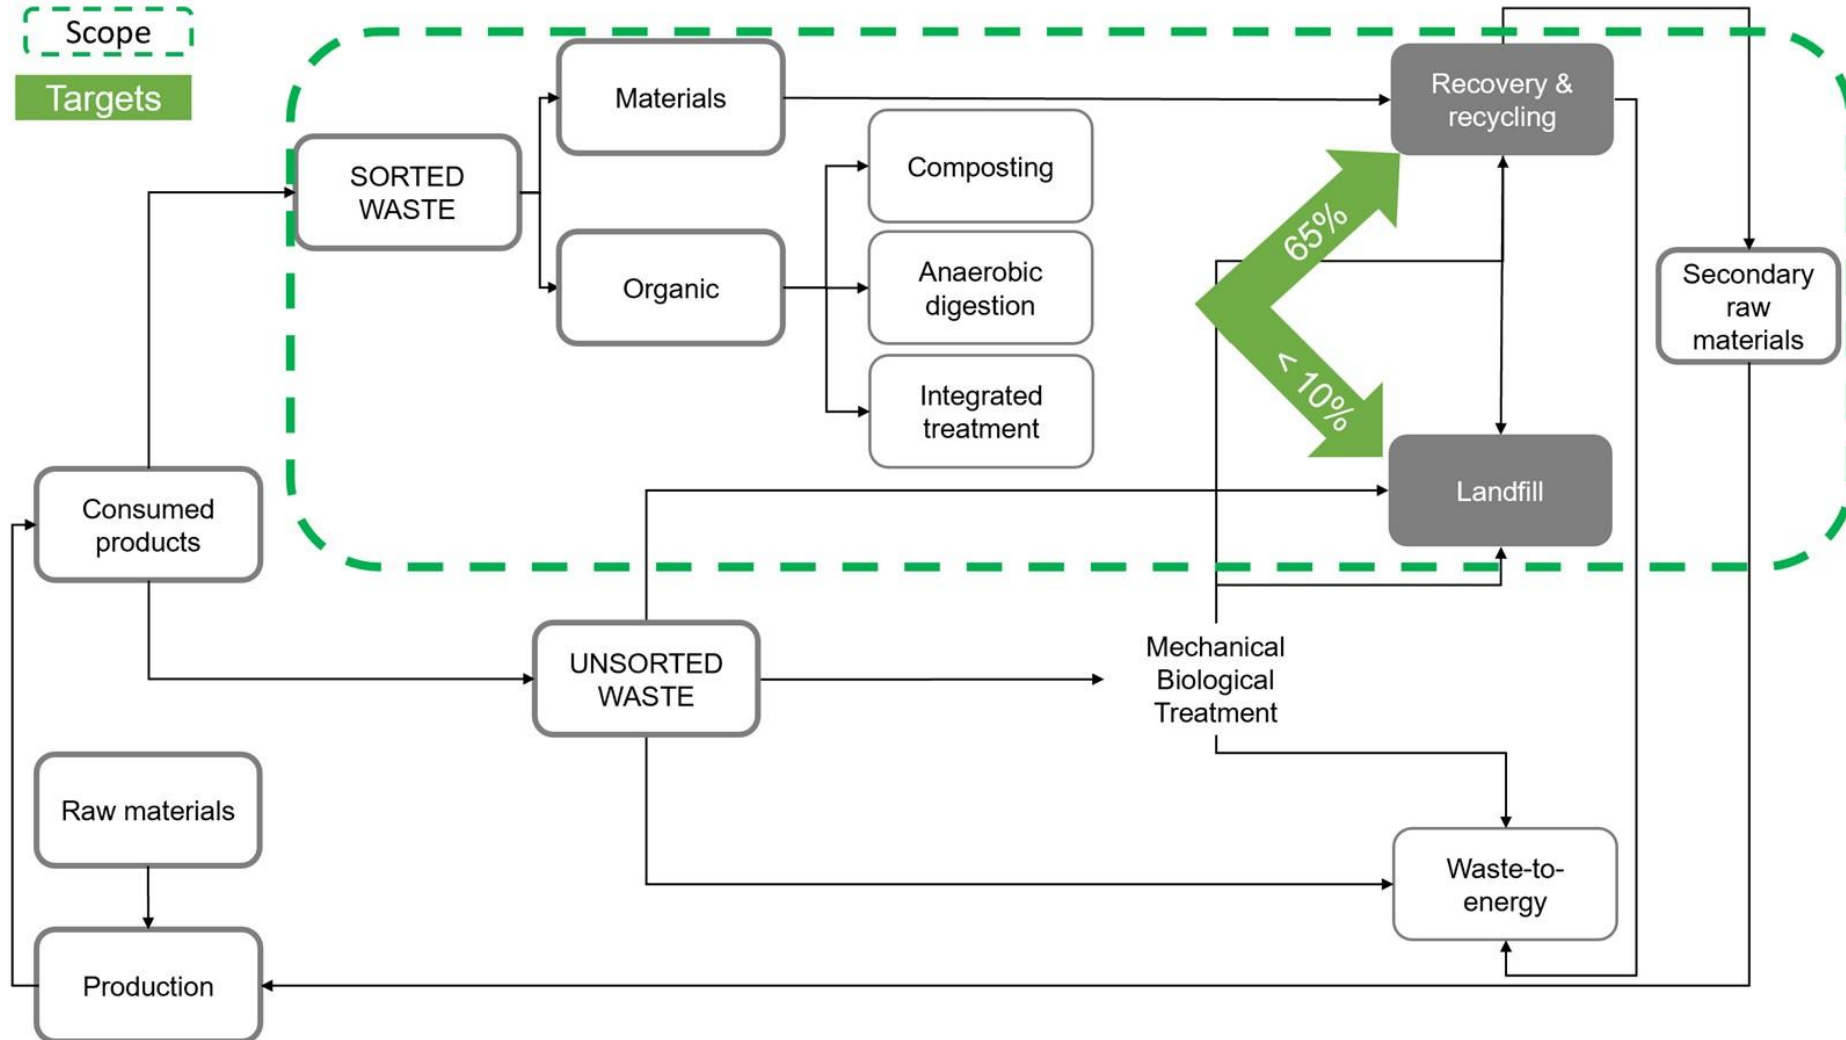 Scope
Targets
Materials
Recovery &
recycling
Composting
SORTED
WASTE
65%
Anaerobic
digestion
Organic
Secondary
raw
materials
< 10%
Integrated
treatment
Landfill
Consumed
products
UNSORTED
WASTE
Mechanical
Biological
Treatment
Raw materials
Waste-to-
energy
Production